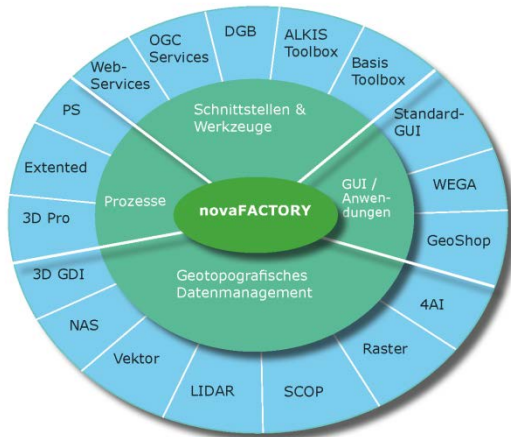 DGB
OGC
Services
ALKIS
Toolbox
Web-
Services
Basis
Toolbox
PS
Schnittstellen &
Werkzeuge
Standard-
GUI
Extented
Prozesse
GUI /
Anwen-
dungen
WEGA
novaFACTORY
3D Pro
GeoShop
3D GDI
Geotopografisches
Datenmanagement
4AI
NAS
Raster
Vektor
LIDAR
SCOP